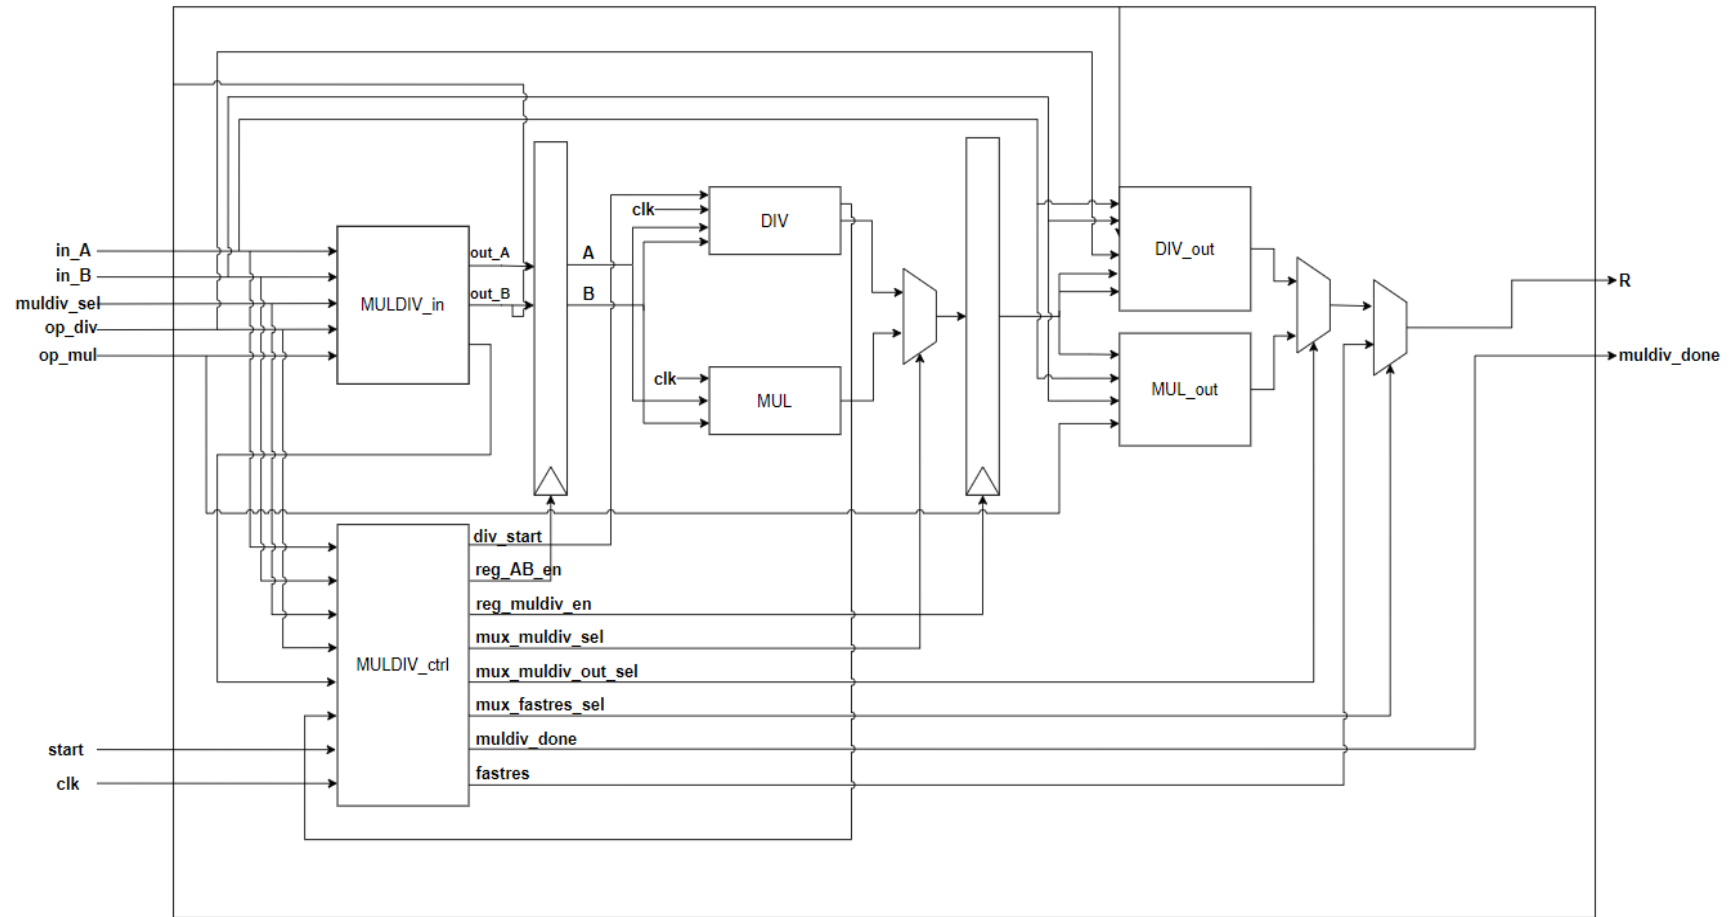 in_A
in_B
muldiv_sel
op_div
op_mul
MULDIV_in
out_A
out_B
A
B
clk
DIV
clk
MUL
DIV_out
MUL_out
R
muldiv_done
start
clk
MULDIV_ctrl
div_start
reg_AB_en
reg_muldiv_en
mux_muldiv_sel
mux_muldiv_out_sel
mux_fastres_sel
muldiv_done
fastres